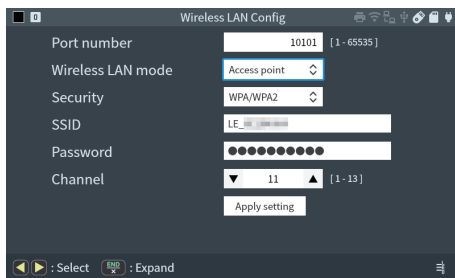 0 Wireless LAN Config
Port number 10101 [1-65535]
Wireless LAN mode Access point
Security WPA/WPA2
SSID LE_
Password ●●●●●●●●●●
Channel ▼ 11 ▲ [1-13]
Apply setting
: Select END × : Expand